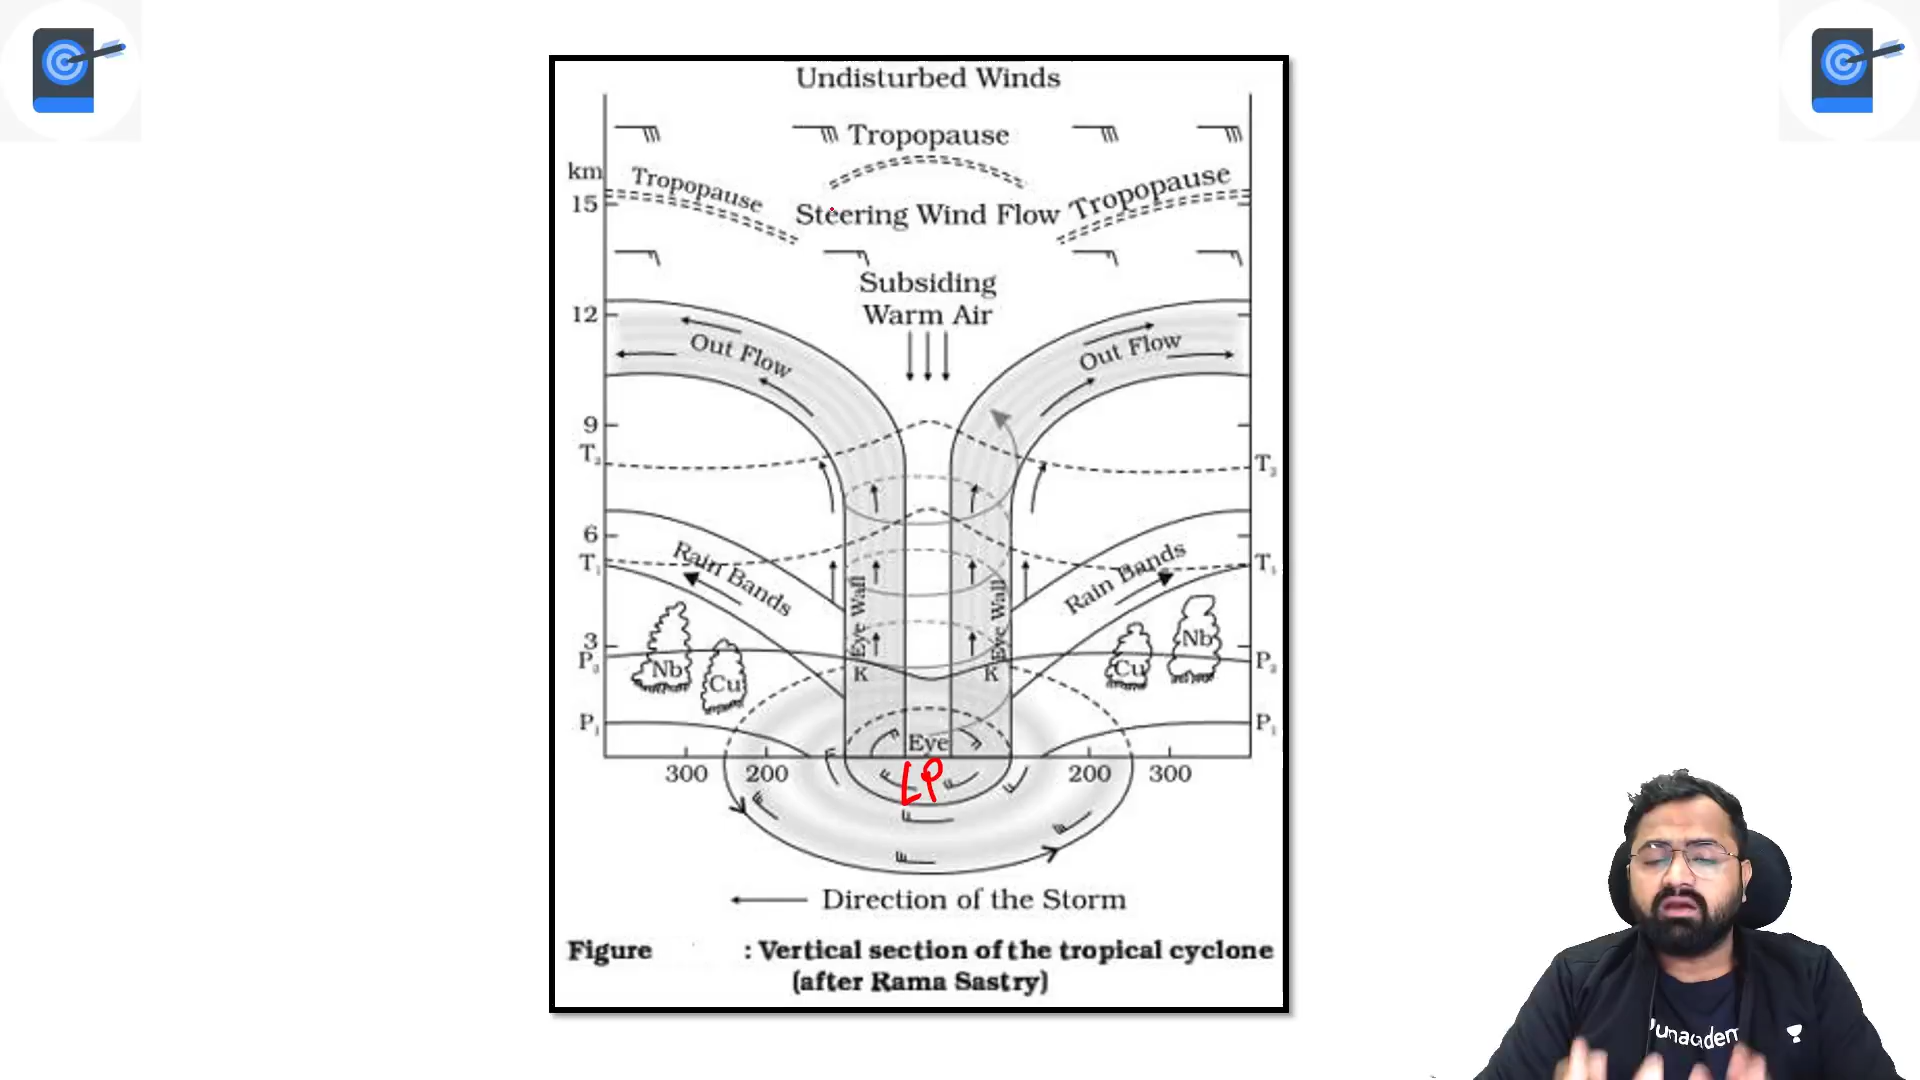 Undisturbed Winds
Tropopause
km
Tropopause
Tropopause
15
Steering Wind Flow
Subsiding
Warm Air
12
Out Flow
Out Flow
9
T₂
T₂
6
T₁
T₁
Rain Bands
Rain Bands
Eye Wall
Eye Wall
3
P₂
P₂
Nb
Cu
K
K
Cu
Nb
P₁
P₁
Eye
300 200
LP
200 300
Direction of the Storm
Figure : Vertical section of the tropical cyclone
(after Rama Sastry)